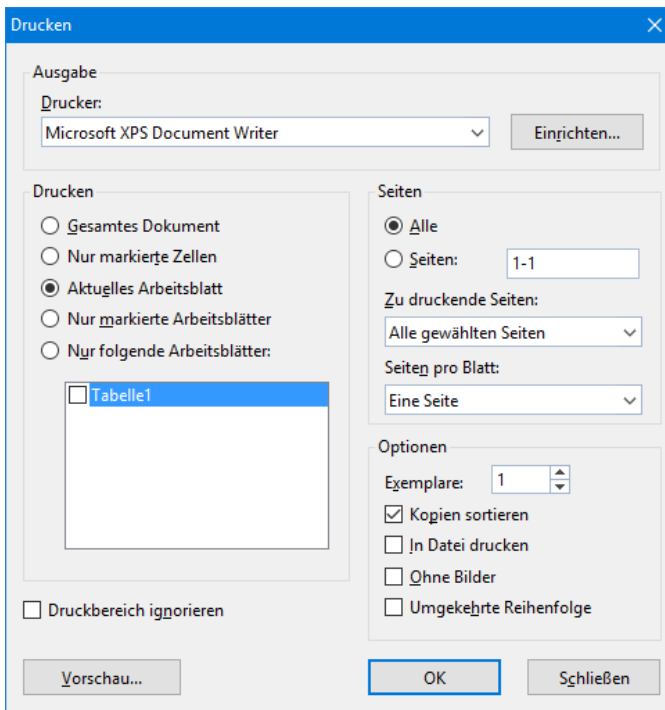 Drucken
Ausgabe
Drucker:
Microsoft XPS Document Writer
Einrichten...
Drucken
Gesamtes Dokument
Nur markierte Zellen
Aktuelles Arbeitsblatt
Nur markierte Arbeitsblätter
Nur folgende Arbeitsblätter:
Tabelle1
Druckbereich ignorieren
Seiten
Alle
Seiten: 1-1
Zu druckende Seiten:
Alle gewählten Seiten
Seiten pro Blatt:
Eine Seite
Optionen
Exemplare: 1
Kopien sortieren
In Datei drucken
Ohne Bilder
Umgekehrte Reihenfolge
Vorschau...
OK
Schließen